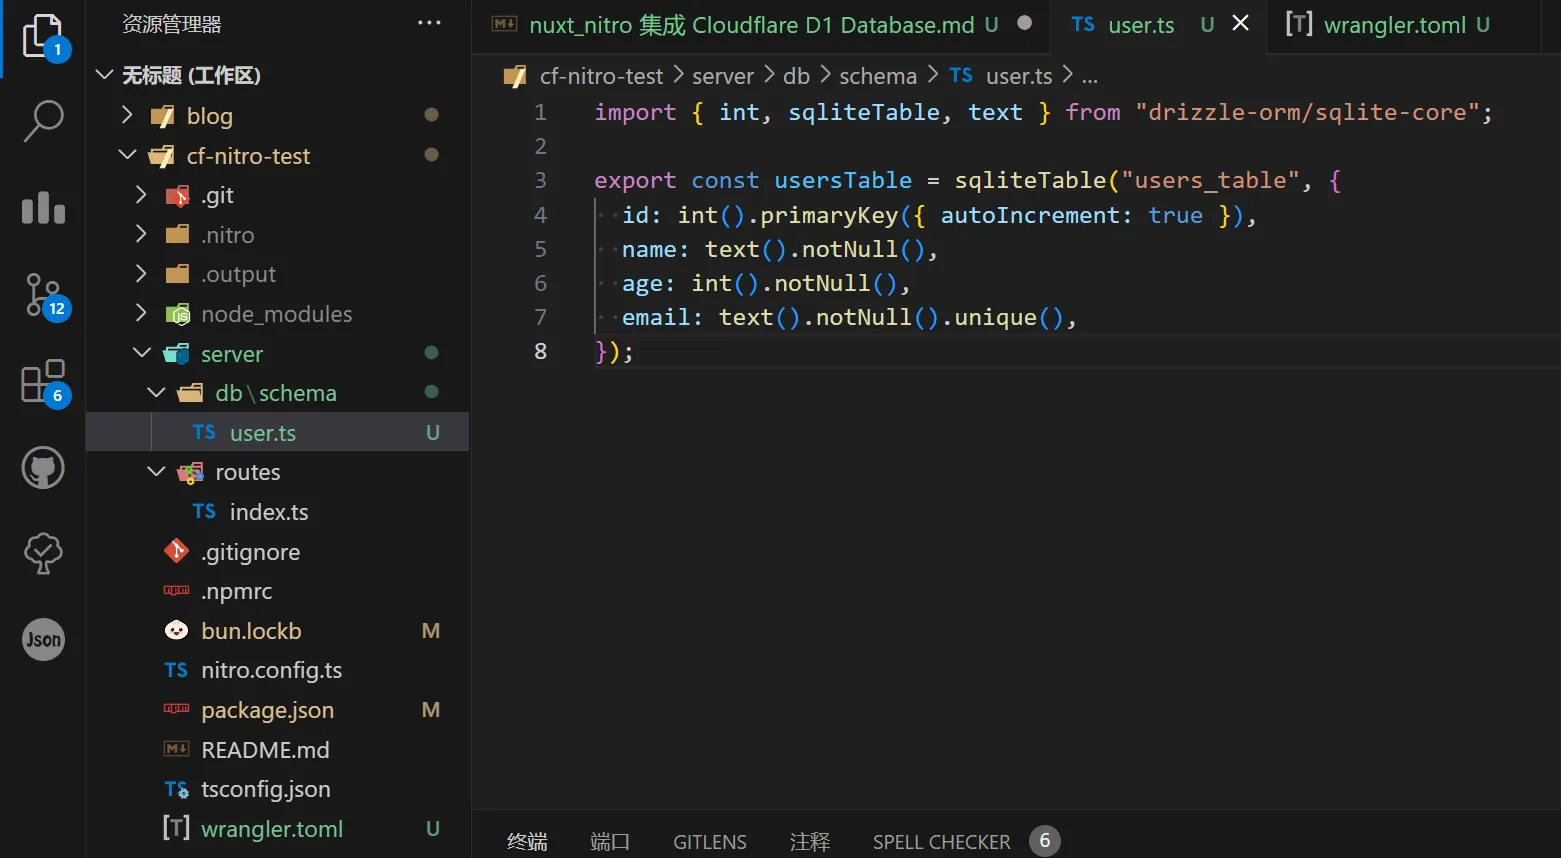 资源管理器 ···
无标题 (工作区)
blog
cf-nitro-test
.git
.nitro
.output
node_modules
server
db\schema
TS user.ts U
routes
TS index.ts
.gitignore
.npmrc
bun.lockb M
TS nitro.config.ts
package.json M
README.md
TS tsconfig.json
[T] wrangler.toml U
1
12
6
Json
M↓ nuxt_nitro 集成 Cloudflare D1 Database.md U ●
TS user.ts U ×
[T] wrangler.toml U
cf-nitro-test > server > db > schema > TS user.ts > ...
1 import { int, sqliteTable, text } from "drizzle-orm/sqlite-core";
2
3 export const usersTable = sqliteTable("users_table", {
4 id: int().primaryKey({ autoIncrement: true }),
5 name: text().notNull(),
6 age: int().notNull(),
7 email: text().notNull().unique(),
8 });
终端 端口 GITLENS 注释 SPELL CHECKER 6